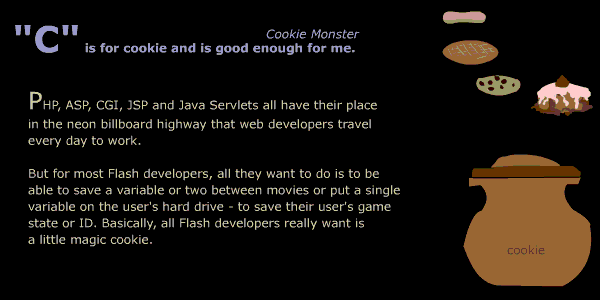 Cookie Monster
"C" is for cookie and is good enough for me.
PHP, ASP, CGI, JSP and Java Servlets all have their place
in the neon billboard highway that web developers travel
every day to work.
But for most Flash developers, all they want to do is to be
able to save a variable or two between movies or put a single
variable on the user's hard drive - to save their user's game
state or ID. Basically, all Flash developers really want is
a little magic cookie.
cookie